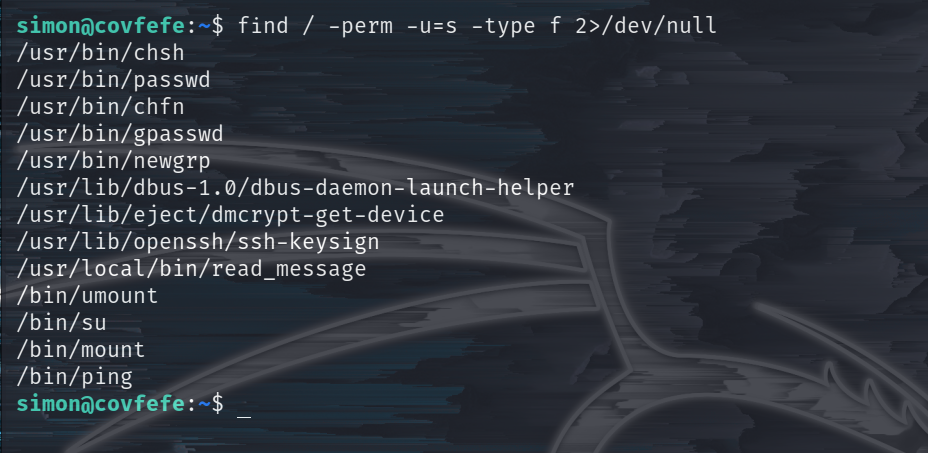 simon@covfefe:~$ find / -perm -u=s -type f 2>/dev/null
/usr/bin/chsh
/usr/bin/passwd
/usr/bin/chfn
/usr/bin/gpasswd
/usr/bin/newgrp
/usr/lib/dbus-1.0/dbus-daemon-launch-helper
/usr/lib/eject/dmcrypt-get-device
/usr/lib/openssh/ssh-keysign
/usr/local/bin/read_message
/bin/umount
/bin/su
/bin/mount
/bin/ping
simon@covfefe:~$ _